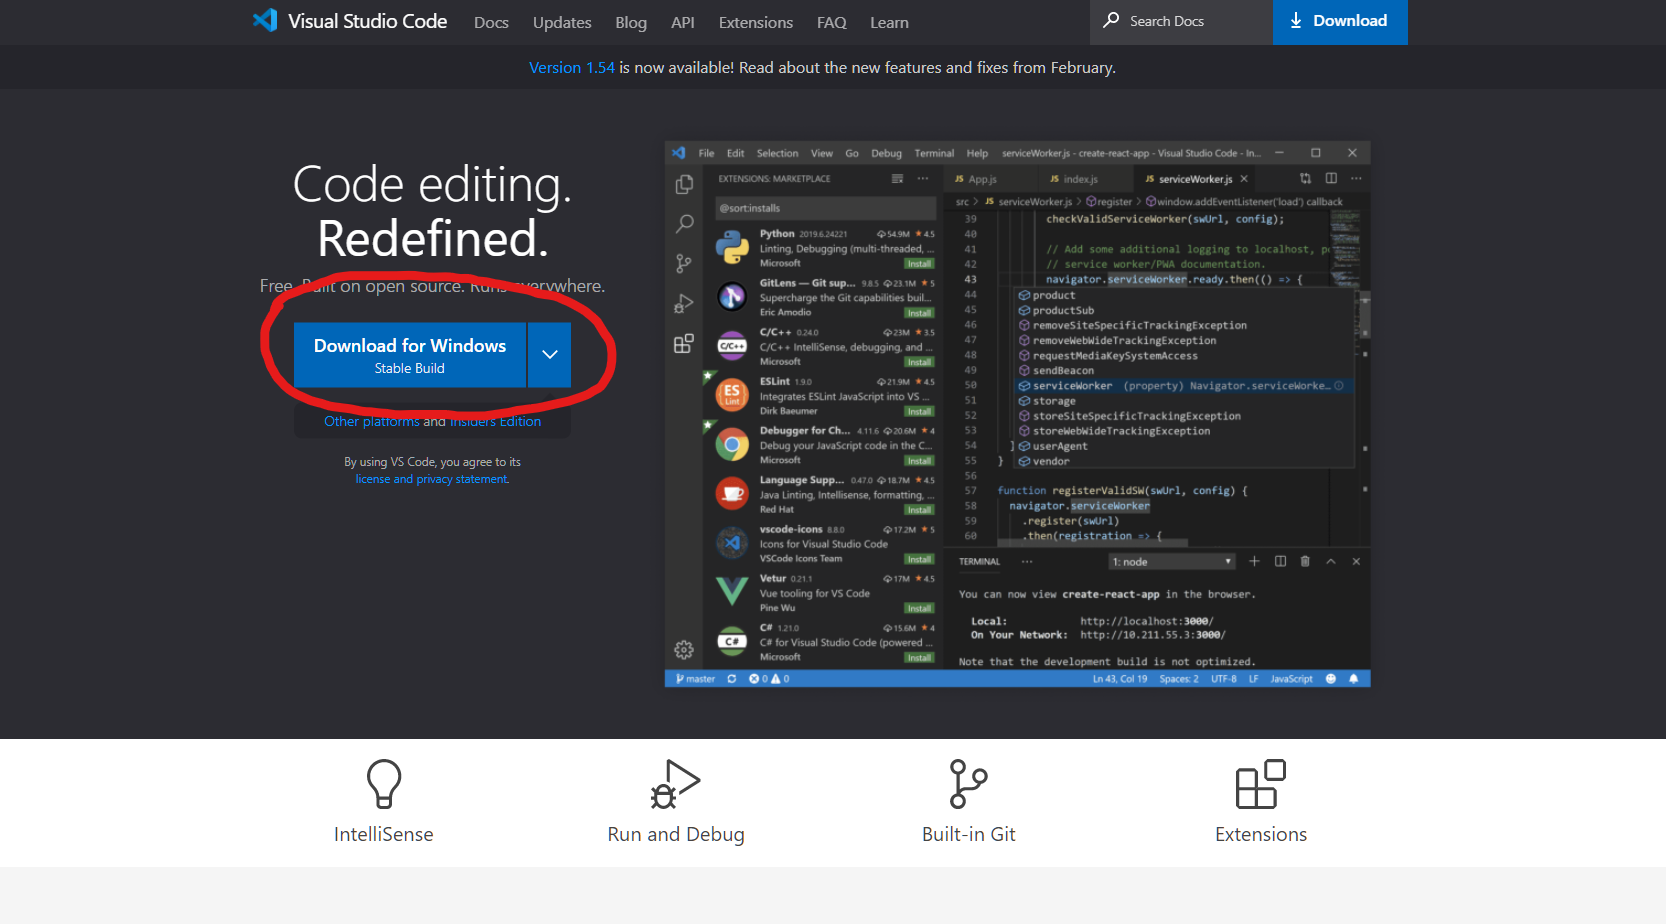 Visual Studio Code Docs Updates Blog API Extensions FAQ Learn Search Docs Download
Version 1.54 is now available! Read about the new features and fixes from February.
Code editing.
Redefined.
Free. Built on open source. Runs everywhere.
Download for Windows
Stable Build
Other platforms and Insiders Edition
By using VS Code, you agree to its
license and privacy statement.
File Edit Selection View Go Debug Terminal Help serviceWorker.js - create-react-app - Visual Studio Code - In...
EXTENSIONS: MARKETPLACE
@sort:installs
Python 2019.6.24221 54.9M 4.5
Linting, Debugging (multi-threaded, ...
Microsoft Install
GitLens — Git sup... 9.8.5 23.1M 5
Supercharge the Git capabilities buil...
Eric Amodio Install
C/C++ 0.24.0 23M 3.5
C/C++ IntelliSense, debugging, and ...
Microsoft Install
ESLint 1.9.0 21.9M 4.5
Integrates ESLint JavaScript into VS ...
Dirk Baeumer Install
Debugger for Ch... 4.11.6 20.6M 4
Debug your JavaScript code in the C...
Microsoft Install
Language Supp... 0.47.0 18.7M 4.5
Java Linting, Intellisense, formatting, ...
Red Hat Install
vscode-icons 8.8.0 17.2M 5
Icons for Visual Studio Code
VSCode Icons Team Install
Vetur 0.21.1 17M 4.5
Vue tooling for VS Code
Pine Wu Install
C# 1.21.0 15.6M 4
C# for Visual Studio Code (powered ...
Microsoft Install
C/C++
ES
Lint
C#
JS App.js JS index.js JS serviceWorker.js
src > JS serviceWorker.js > register > window.addEventListener('load') callback
39 checkValidServiceWorker(swUrl, config);
40
41 // Add some additional logging to localhost, p
42 // service worker/PWA documentation.
43 navigator.serviceWorker.ready.then(() => {
44 product
45 productSub
46 removeSiteSpecificTrackingException
47 removeWebWideTrackingException
48 requestMediaKeySystemAccess
49 sendBeacon
50 serviceWorker (property) Navigator.serviceWorke...
51 storage
52 storeSiteSpecificTrackingException
53 storeWebWideTrackingException
54 } userAgent
55 } vendor
56
57 function registerValidSW(swUrl, config) {
58 navigator.serviceWorker
59 .register(swUrl)
60 .then(registration => {
TERMINAL ... 1: node
You can now view create-react-app in the browser.
Local: http://localhost:3000/
On Your Network: http://10.211.55.3:3000/
Note that the development build is not optimized.
master 0 0 Ln 43, Col 19 Spaces: 2 UTF-8 LF JavaScript
IntelliSense Run and Debug Built-in Git Extensions